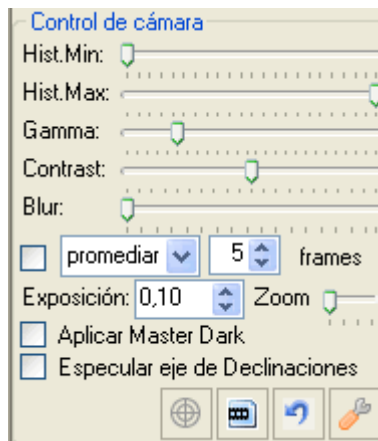 Control de cámara
Hist.Min:
Hist.Max:
Gamma:
Contrast:
Blur:
promediar 5 frames
Exposición: 0,10 Zoom
Aplicar Master Dark
Especular eje de Declinaciones